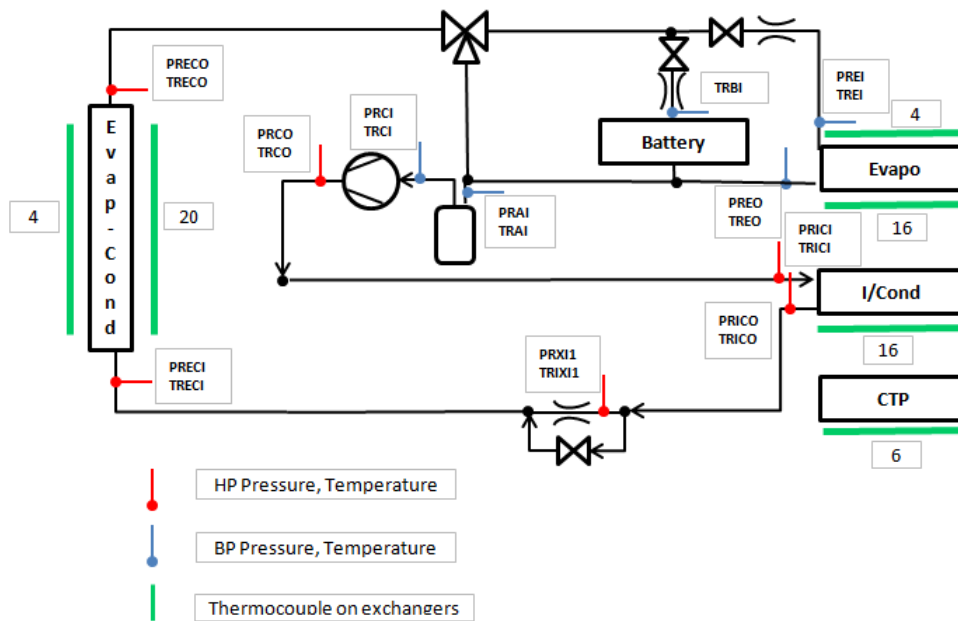 PRECO
TRECO
PREI
TREI
TRBI
4
PRCO
TRCO
PRCI
TRCI
Evap-Cond
Battery
Evapo
4
20
PRAI
TRAI
PREO
TREO
PRICI
TRICI
16
I/Cond
PRICO
TRICO
PRECI
TRECI
PRXI1
TRIXI1
16
CTP
6
HP Pressure, Temperature
BP Pressure, Temperature
Thermocouple on exchangers